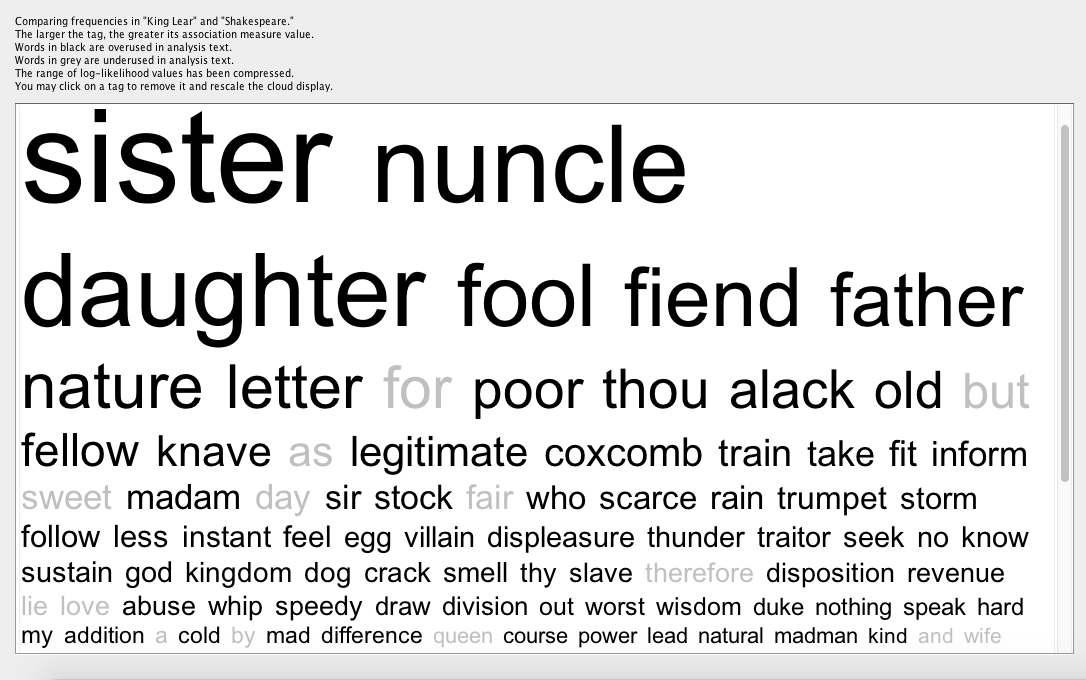 Comparing frequencies in "King Lear" and "Shakespeare."
The larger the tag, the greater its association measure value.
Words in black are overused in analysis text.
Words in grey are underused in analysis text.
The range of log-likelihood values has been compressed.
You may click on a tag to remove it and rescale the cloud display.
sister nuncle
daughter fool fiend father
nature letter for poor thou alack old but
fellow knave as legitimate coxcomb train take fit inform
sweet madam day sir stock fair who scarce rain trumpet storm
follow less instant feel egg villain displeasure thunder traitor seek no know
sustain god kingdom dog crack smell thy slave therefore disposition revenue
lie love abuse whip speedy draw division out worst wisdom duke nothing speak hard
my addition a cold by mad difference queen course power lead natural madman kind and wife